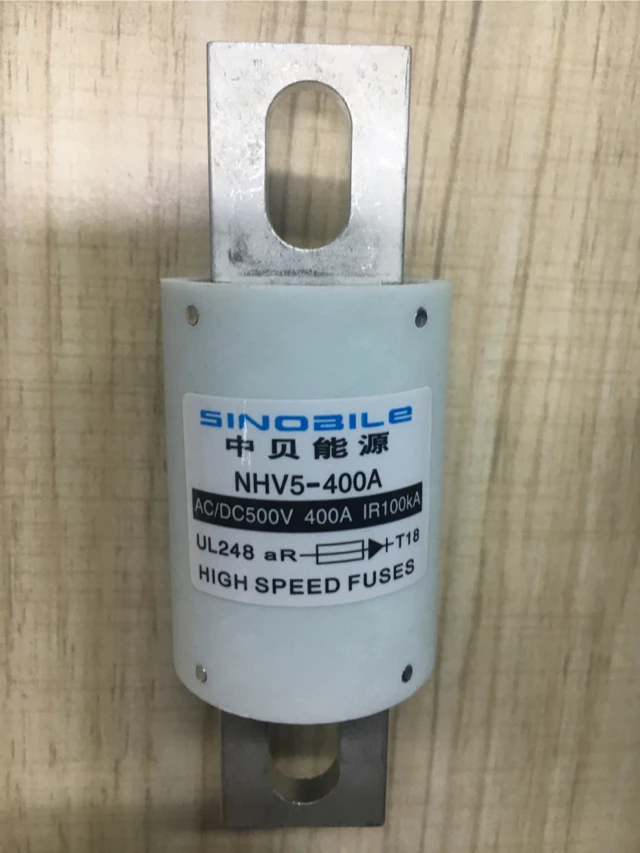 SINOBILE
中贝能源
NHV5-400A
AC/DC500V 400A IR100kA
UL248 aR T18
HIGH SPEED FUSES